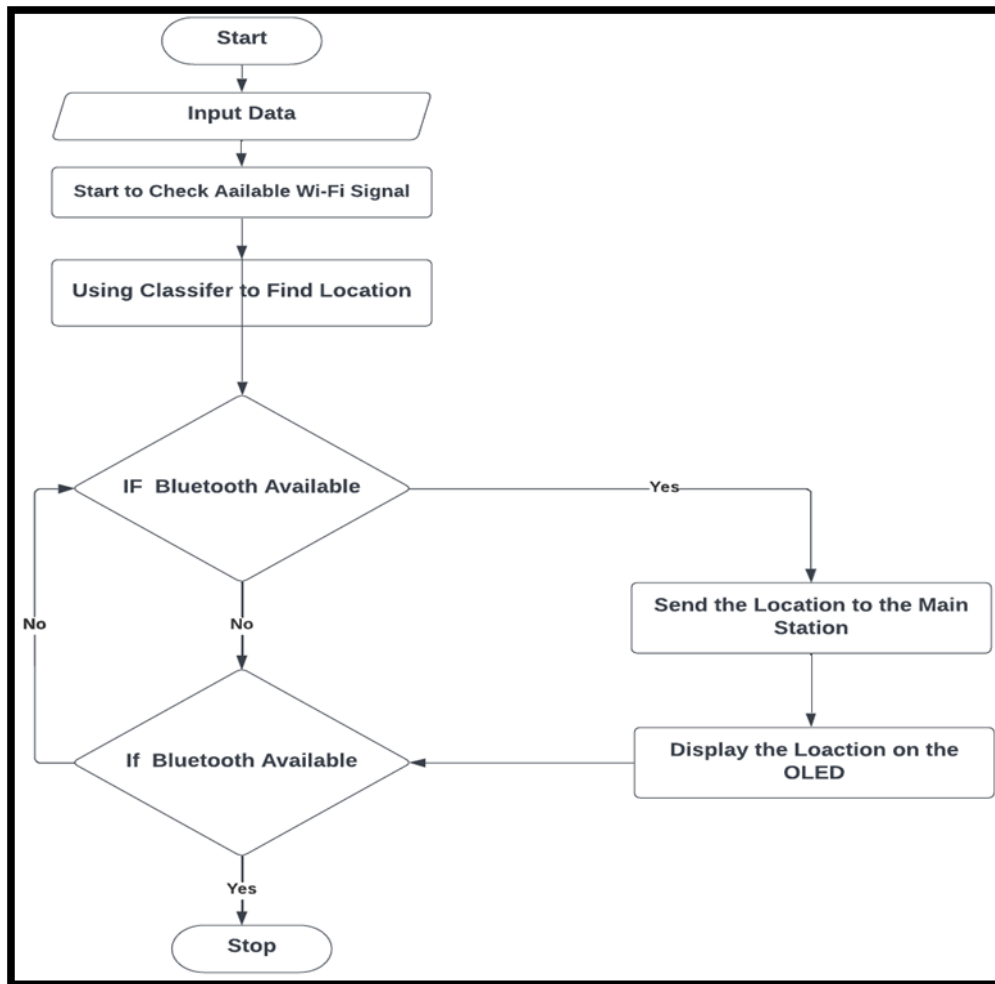 Start
Input Data
Start to Check Aailable Wi-Fi Signal
Using Classifer to Find Location
IF Bluetooth Available
Yes
No
No
Send the Location to the Main
Station
If Bluetooth Available
Display the Loaction on the
OLED
Yes
Stop